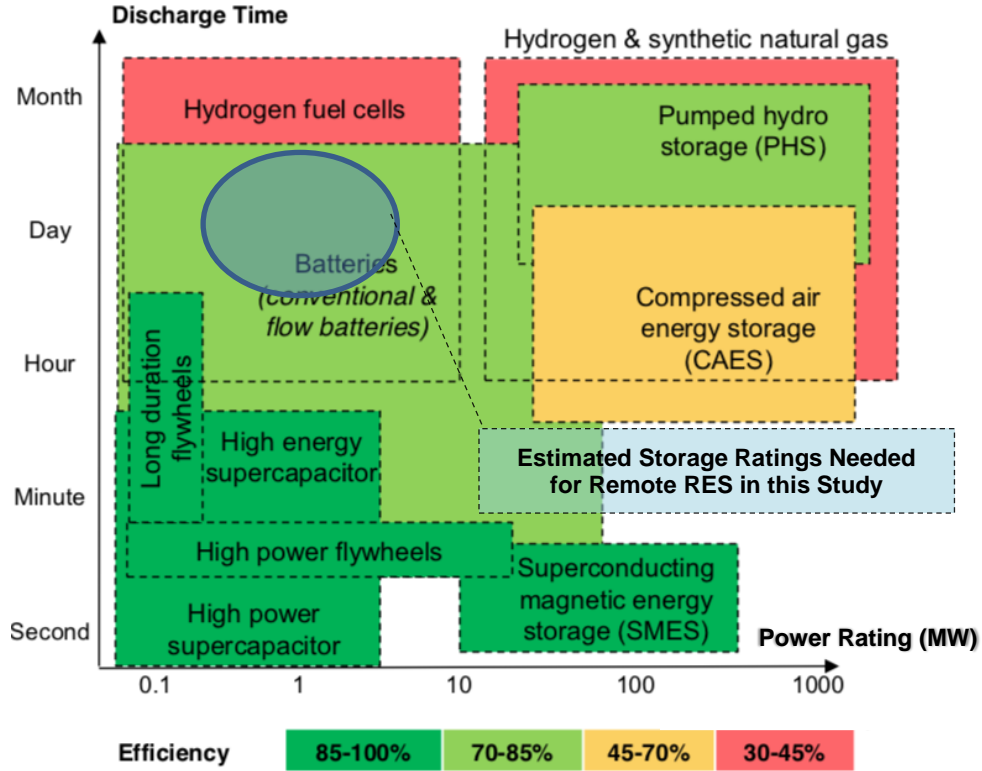 Discharge Time
Hydrogen & synthetic natural gas
Month
Hydrogen fuel cells
Pumped hydro
storage (PHS)
Day
Batteries
(conventional &
flow batteries)
Compressed air
energy storage
(CAES)
Hour
Long duration
flywheels
High energy
supercapacitor
Estimated Storage Ratings Needed
for Remote RES in this Study
Minute
High power flywheels
Superconducting
magnetic energy
storage (SMES)
High power
supercapacitor
Second
Power Rating (MW)
0.1 1 10 100 1000
Efficiency 85-100% 70-85% 45-70% 30-45%